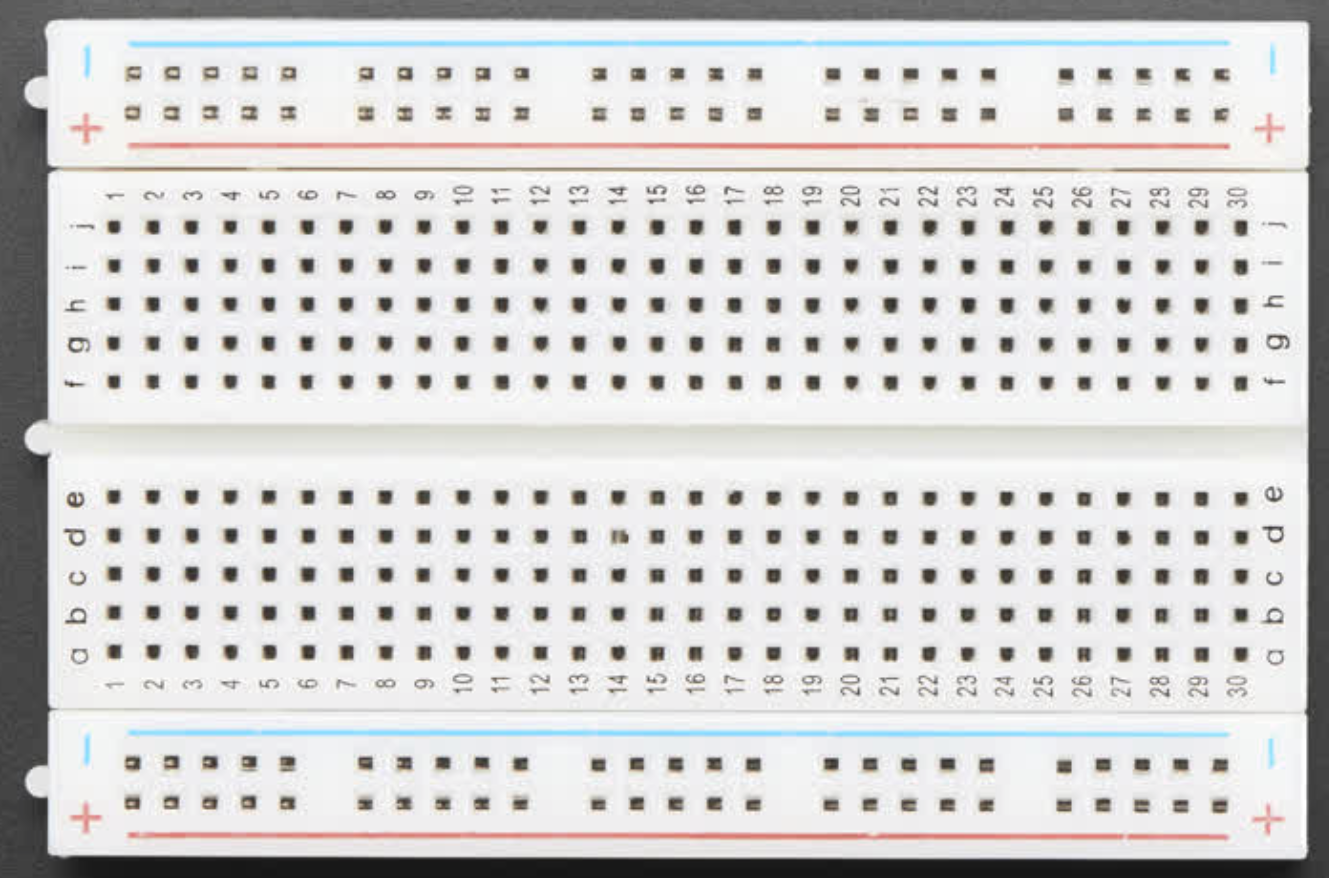 − −
+ +
1 2 3 4 5 6 7 8 9 10 11 12 13 14 15 16 17 18 19 20 21 22 23 24 25 26 27 28 29 30
j j
i i
h h
g g
f f
e e
d d
c c
b b
a a
1 2 3 4 5 6 7 8 9 10 11 12 13 14 15 16 17 18 19 20 21 22 23 24 25 26 27 28 29 30
− −
+ +